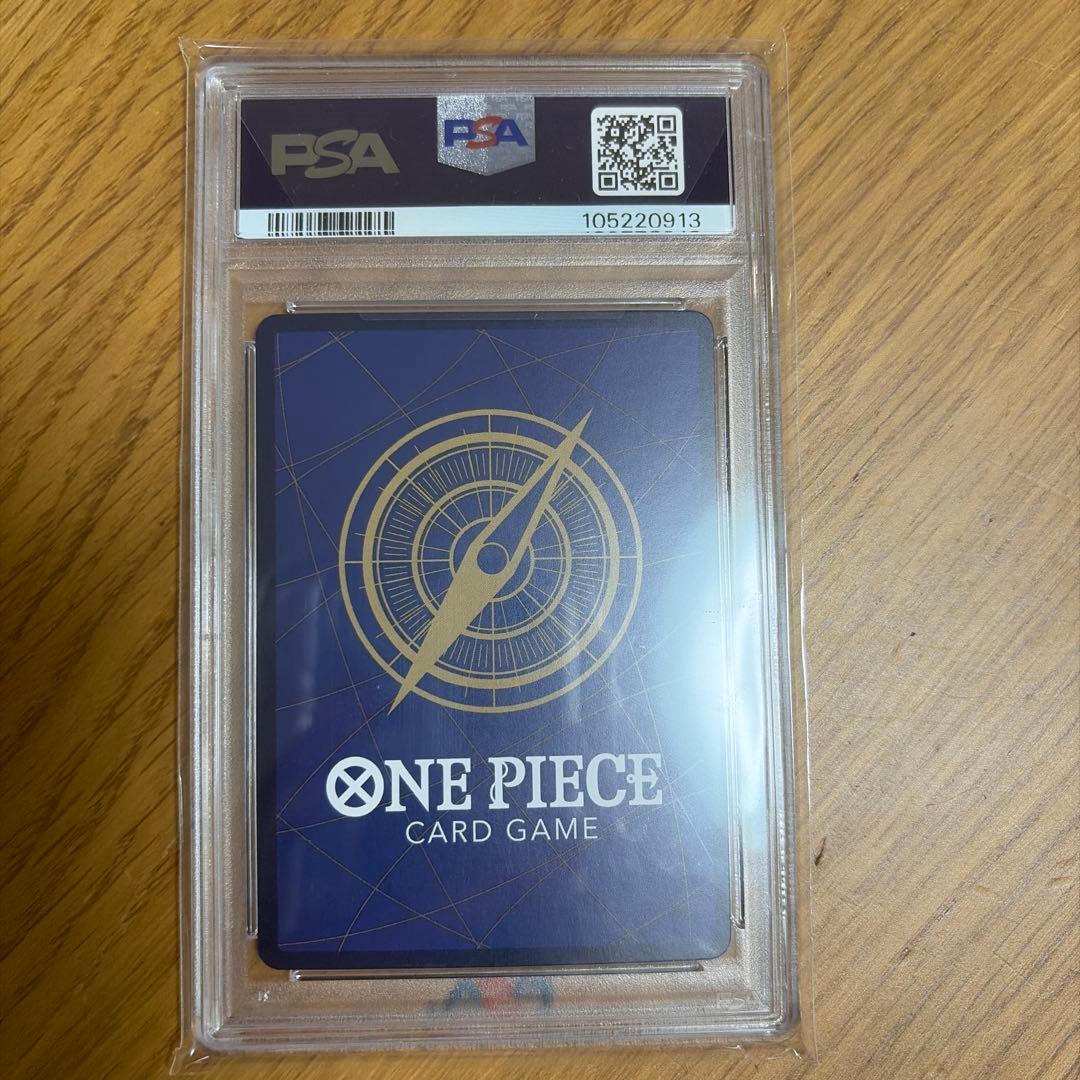 PSA
PSA
105220913
ONE PIECE
CARD GAME